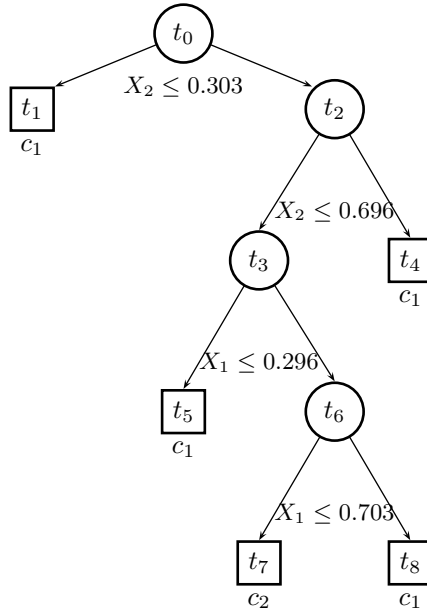 t₀
X₂ ≤ 0.303
t₁
t₂
c₁
X₂ ≤ 0.696
t₃
t₄
c₁
X₁ ≤ 0.296
t₅
t₆
c₁
X₁ ≤ 0.703
t₇
t₈
c₂
c₁